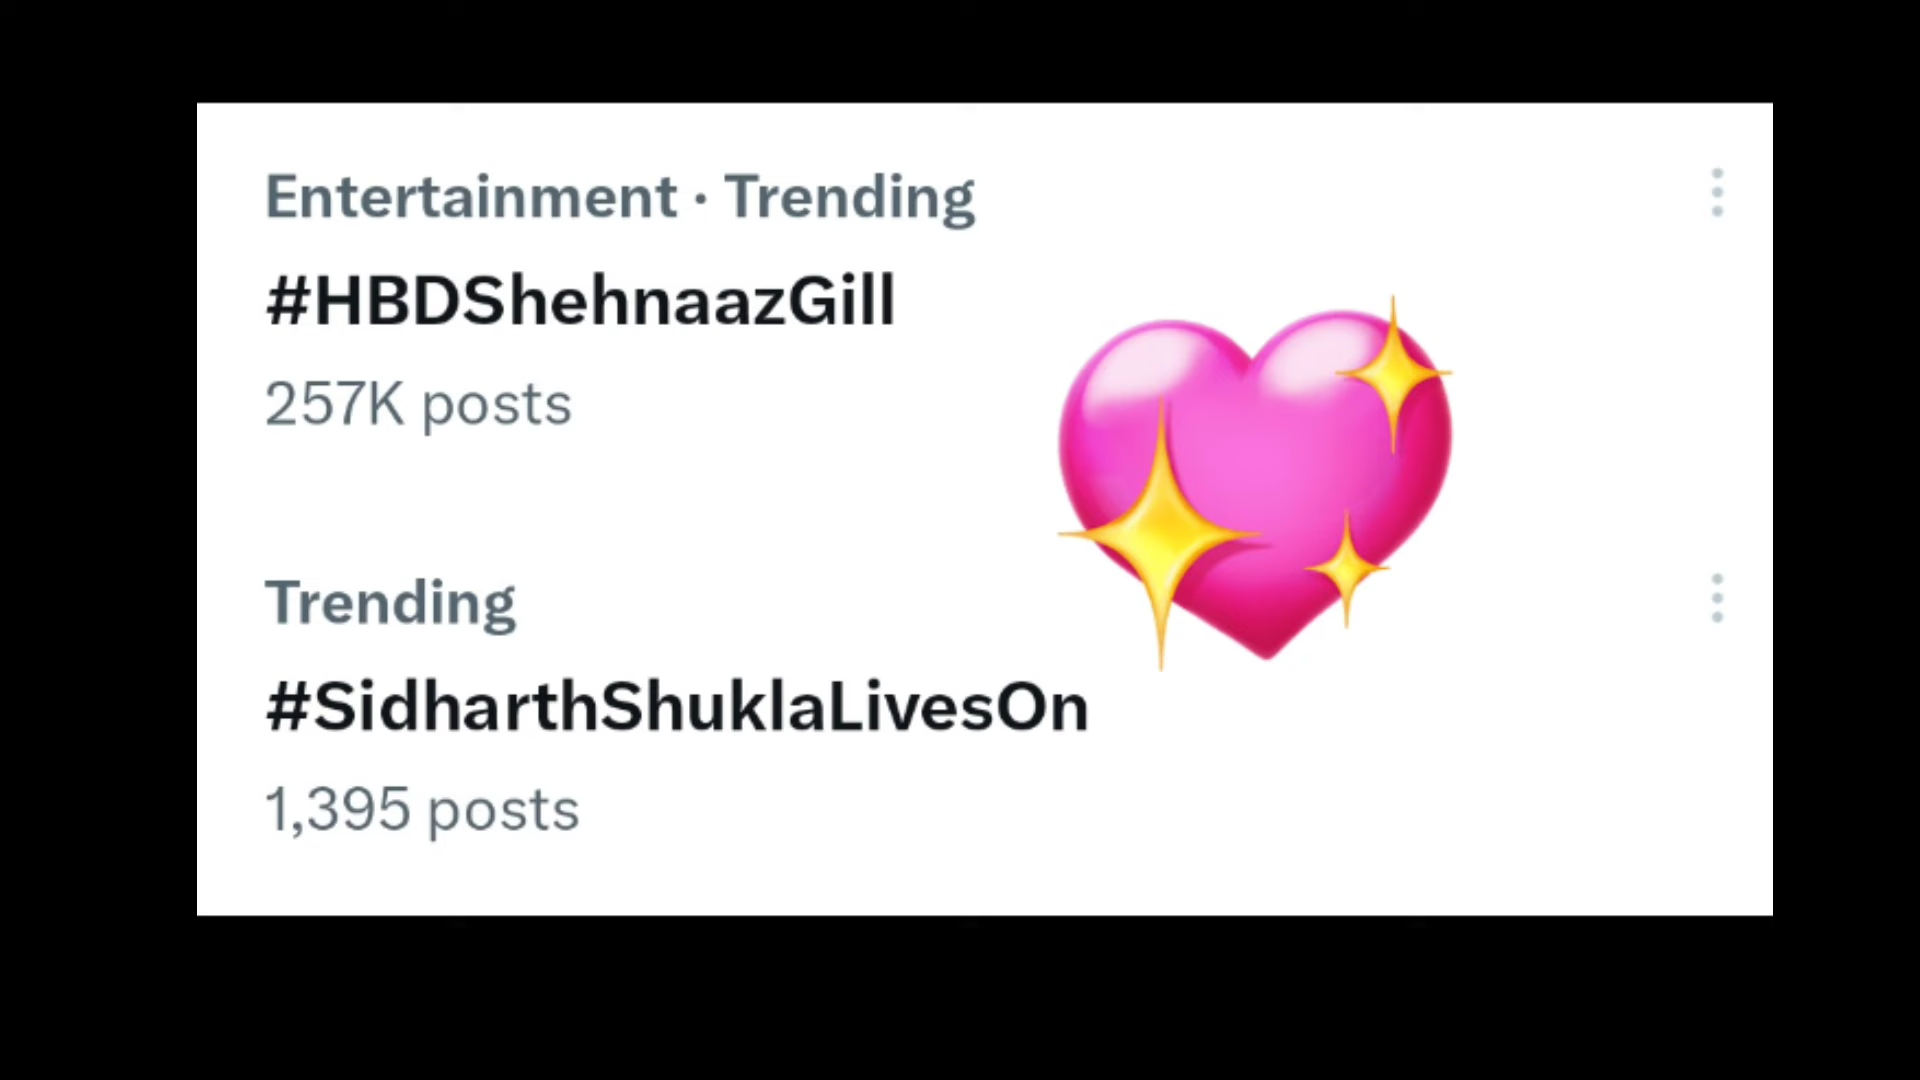 Entertainment · Trending
#HBDShehnaazGill
257K posts
Trending
#SidharthShuklaLivesOn
1,395 posts